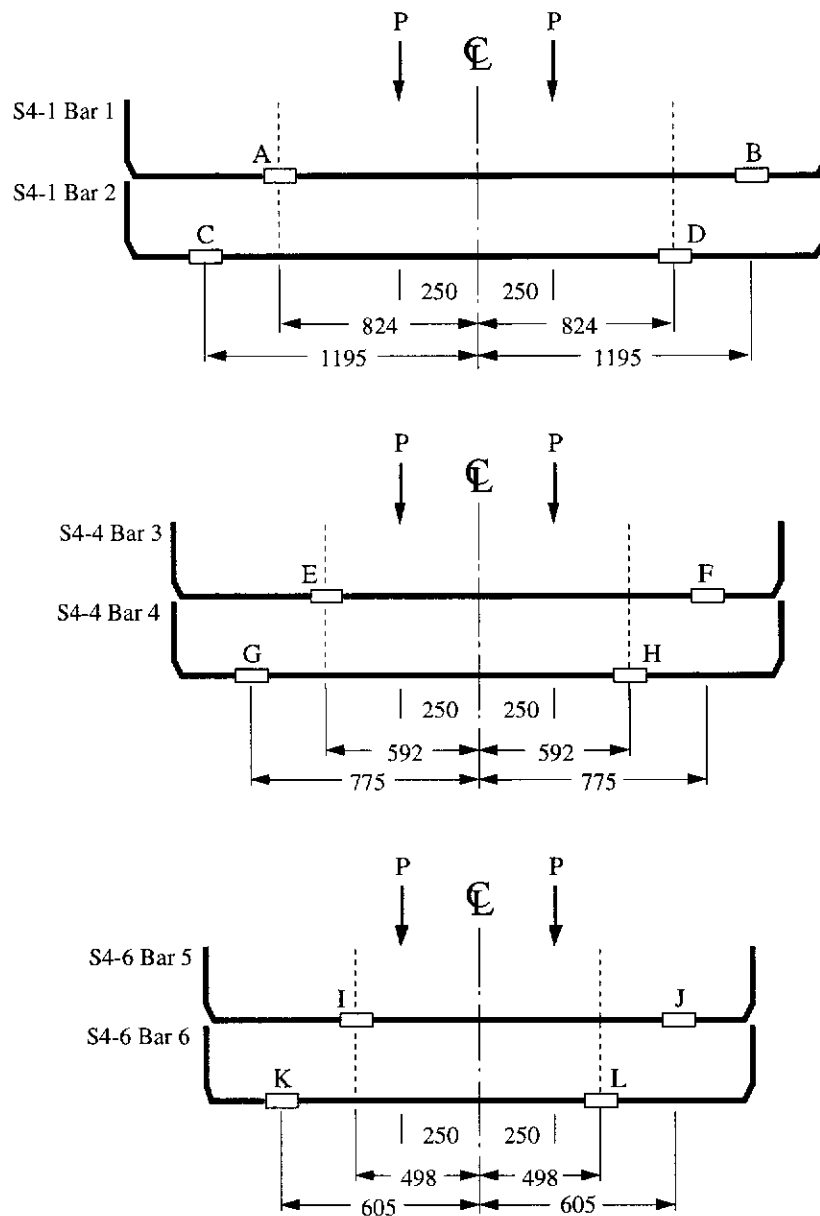 P P
℄
S4-1 Bar 1
A B
S4-1 Bar 2
C D
250 250
824 824
1195 1195
P P
℄
S4-4 Bar 3
E F
S4-4 Bar 4
G H
250 250
592 592
775 775
P P
℄
S4-6 Bar 5
I J
S4-6 Bar 6
K L
250 250
498 498
605 605